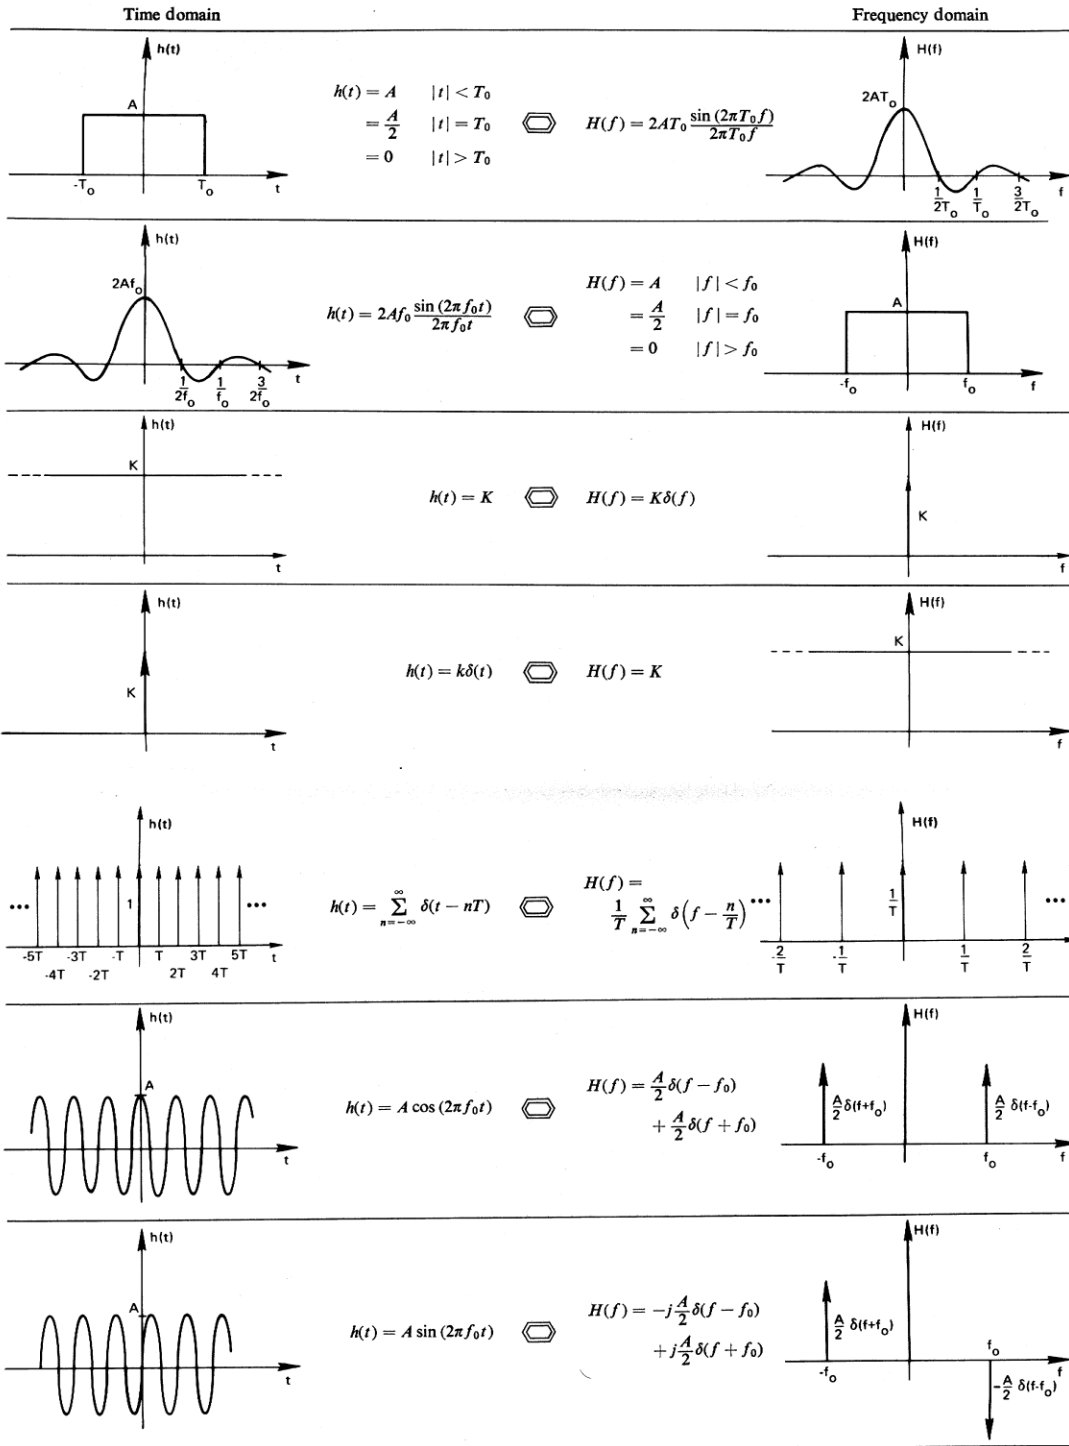 Time domain
Frequency domain
h(t)
A
-T₀
T₀
t
h(t) = A |t| < T₀
= A/2 |t| = T₀
= 0 |t| > T₀
H(f) = 2AT₀ sin (2πT₀f) / 2πT₀f
H(f)
2AT₀
1/2T₀
1/T₀
3/2T₀
f
h(t)
2Af₀
1/2f₀
1/f₀
3/2f₀
t
h(t) = 2Af₀ sin (2πf₀t) / 2πf₀t
H(f) = A |f| < f₀
= A/2 |f| = f₀
= 0 |f| > f₀
H(f)
A
-f₀
f₀
f
h(t)
K
t
h(t) = K
H(f) = Kδ(f)
H(f)
K
f
h(t)
K
t
h(t) = kδ(t)
H(f) = K
H(f)
K
f
h(t)
1
-5T -3T -T T 3T 5T t
-4T -2T 2T 4T
h(t) = ∑ₙ₌₋∞^∞ δ(t − nT)
H(f) =
1/T ∑ₙ₌₋∞^∞ δ(f − n/T)
H(f)
1/T
-2/T -1/T 1/T 2/T f
h(t)
A
t
h(t) = A cos (2πf₀t)
H(f) = A/2 δ(f − f₀)
+ A/2 δ(f + f₀)
H(f)
A/2 δ(f+f₀)
A/2 δ(f-f₀)
-f₀
f₀
f
h(t)
A
t
h(t) = A sin (2πf₀t)
H(f) = −j A/2 δ(f − f₀)
+j A/2 δ(f + f₀)
H(f)
A/2 δ(f+f₀)
f₀
-f₀
f
-A/2 δ(f-f₀)